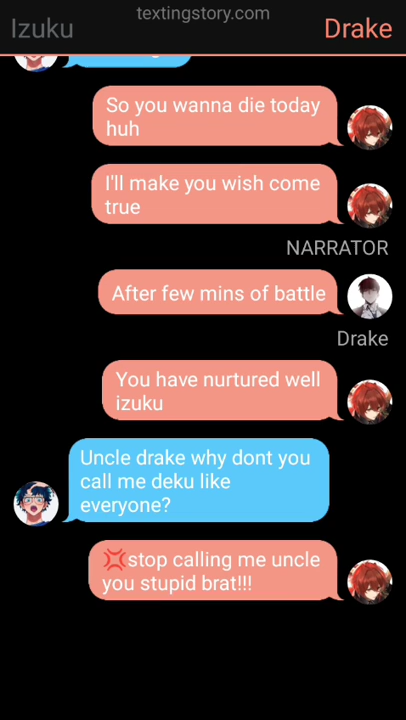 textingstory.com
Izuku
Drake
So you wanna die today
huh
I'll make you wish come
true
NARRATOR
After few mins of battle
Drake
You have nurtured well
izuku
Uncle drake why dont you
call me deku like
everyone?
💢stop calling me uncle
you stupid brat!!!